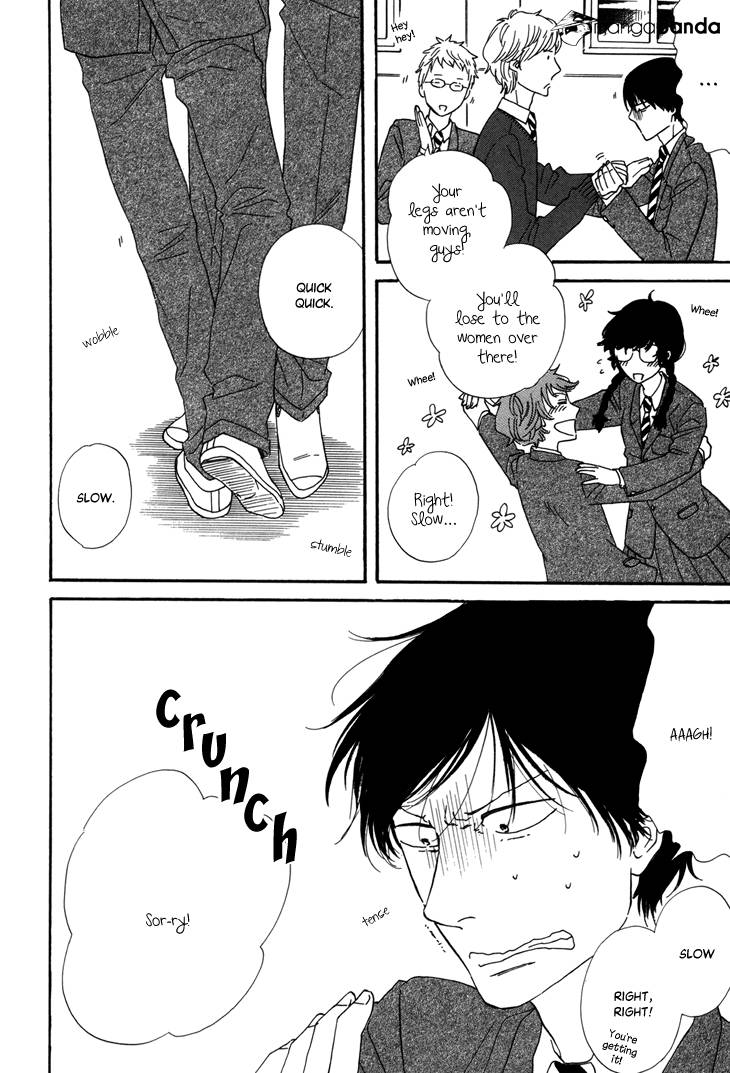 Hey
hey!
mangapanda
...
Your
legs aren't
moving,
guys!
You'll
lose to the
women over
there!
Whee!
Whee!
Right!
Slow...
QUICK
QUICK.
wobble
SLOW.
stumble
AAAGH!
crunch
tense
Sor-ry!
SLOW
RIGHT,
RIGHT!
You're
getting
it!